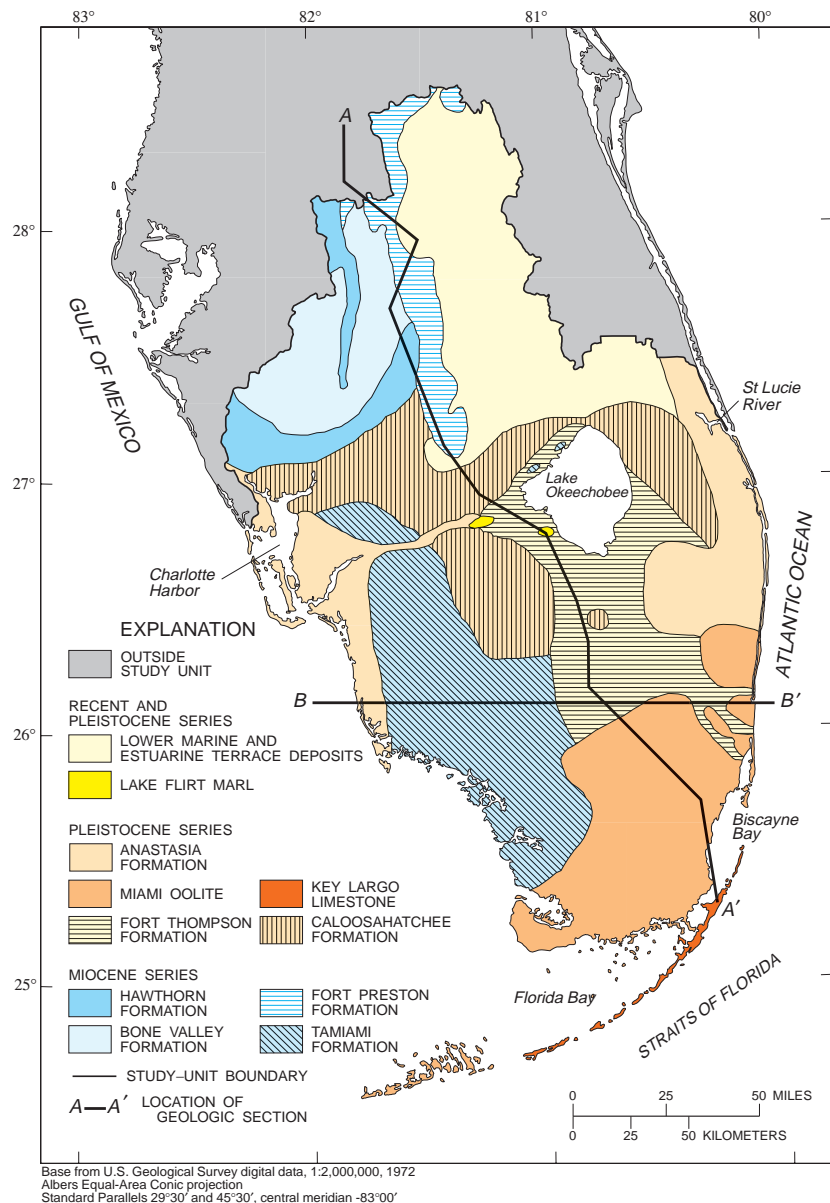 83° 82° 81° 80°
A
28°
GULF OF MEXICO
St Lucie
River
27°
Lake
Okeechobee
Charlotte
Harbor
ATLANTIC OCEAN
B B′
26°
Biscayne
Bay
A′
25°
Florida Bay
STRAITS OF FLORIDA
EXPLANATION
OUTSIDE
STUDY UNIT
RECENT AND
PLEISTOCENE SERIES
LOWER MARINE AND
ESTUARINE TERRACE DEPOSITS
LAKE FLIRT MARL
PLEISTOCENE SERIES
ANASTASIA
FORMATION
MIAMI OOLITE
KEY LARGO
LIMESTONE
FORT THOMPSON
FORMATION
CALOOSAHATCHEE
FORMATION
MIOCENE SERIES
HAWTHORN
FORMATION
FORT PRESTON
FORMATION
BONE VALLEY
FORMATION
TAMIAMI
FORMATION
STUDY–UNIT BOUNDARY
A—A′ LOCATION OF
GEOLOGIC SECTION
0 25 50 MILES
0 25 50 KILOMETERS
Base from U.S. Geological Survey digital data, 1:2,000,000, 1972
Albers Equal-Area Conic projection
Standard Parallels 29°30′ and 45°30′, central meridian -83°00′